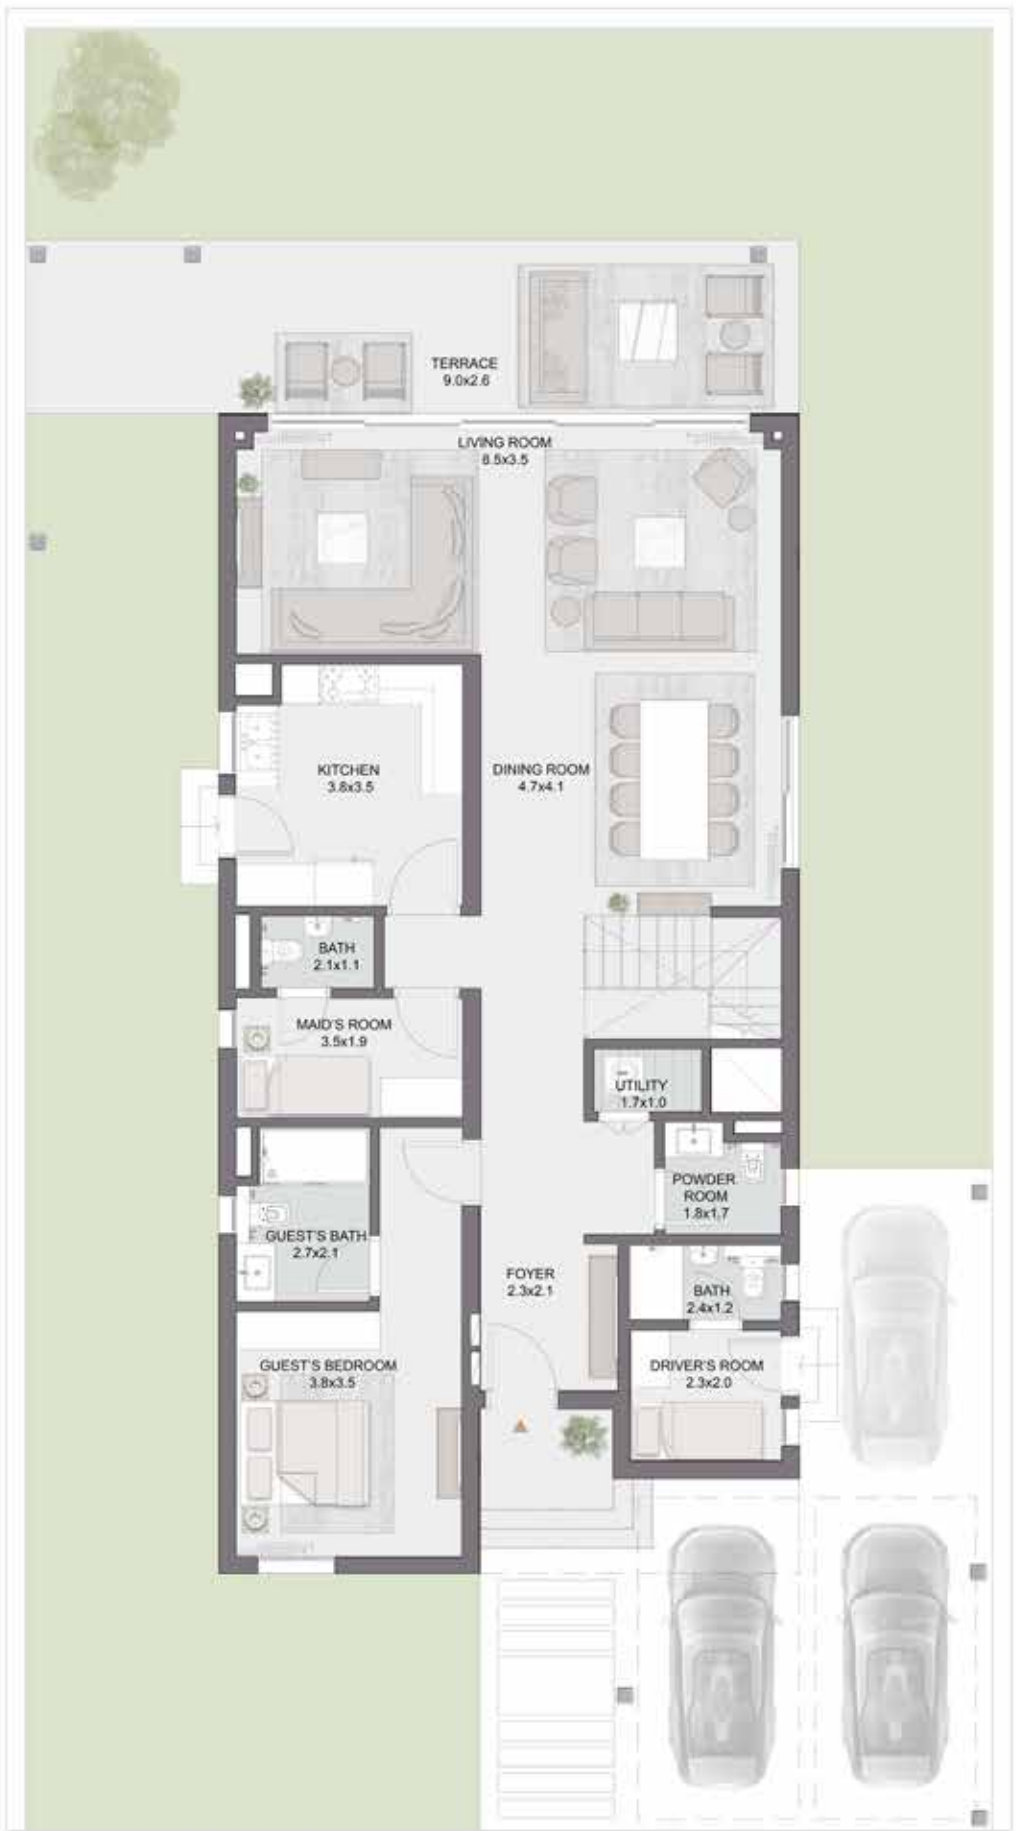 TERRACE
9.0x2.6
LIVING ROOM
8.5x3.5
KITCHEN
3.8x3.5
DINING ROOM
4.7x4.1
BATH
2.1x1.1
MAID'S ROOM
3.5x1.9
UTILITY
1.7x1.0
POWDER
ROOM
1.8x1.7
GUEST'S BATH
2.7x2.1
FOYER
2.3x2.1
BATH
2.4x1.2
GUEST'S BEDROOM
3.8x3.5
DRIVER'S ROOM
2.3x2.0